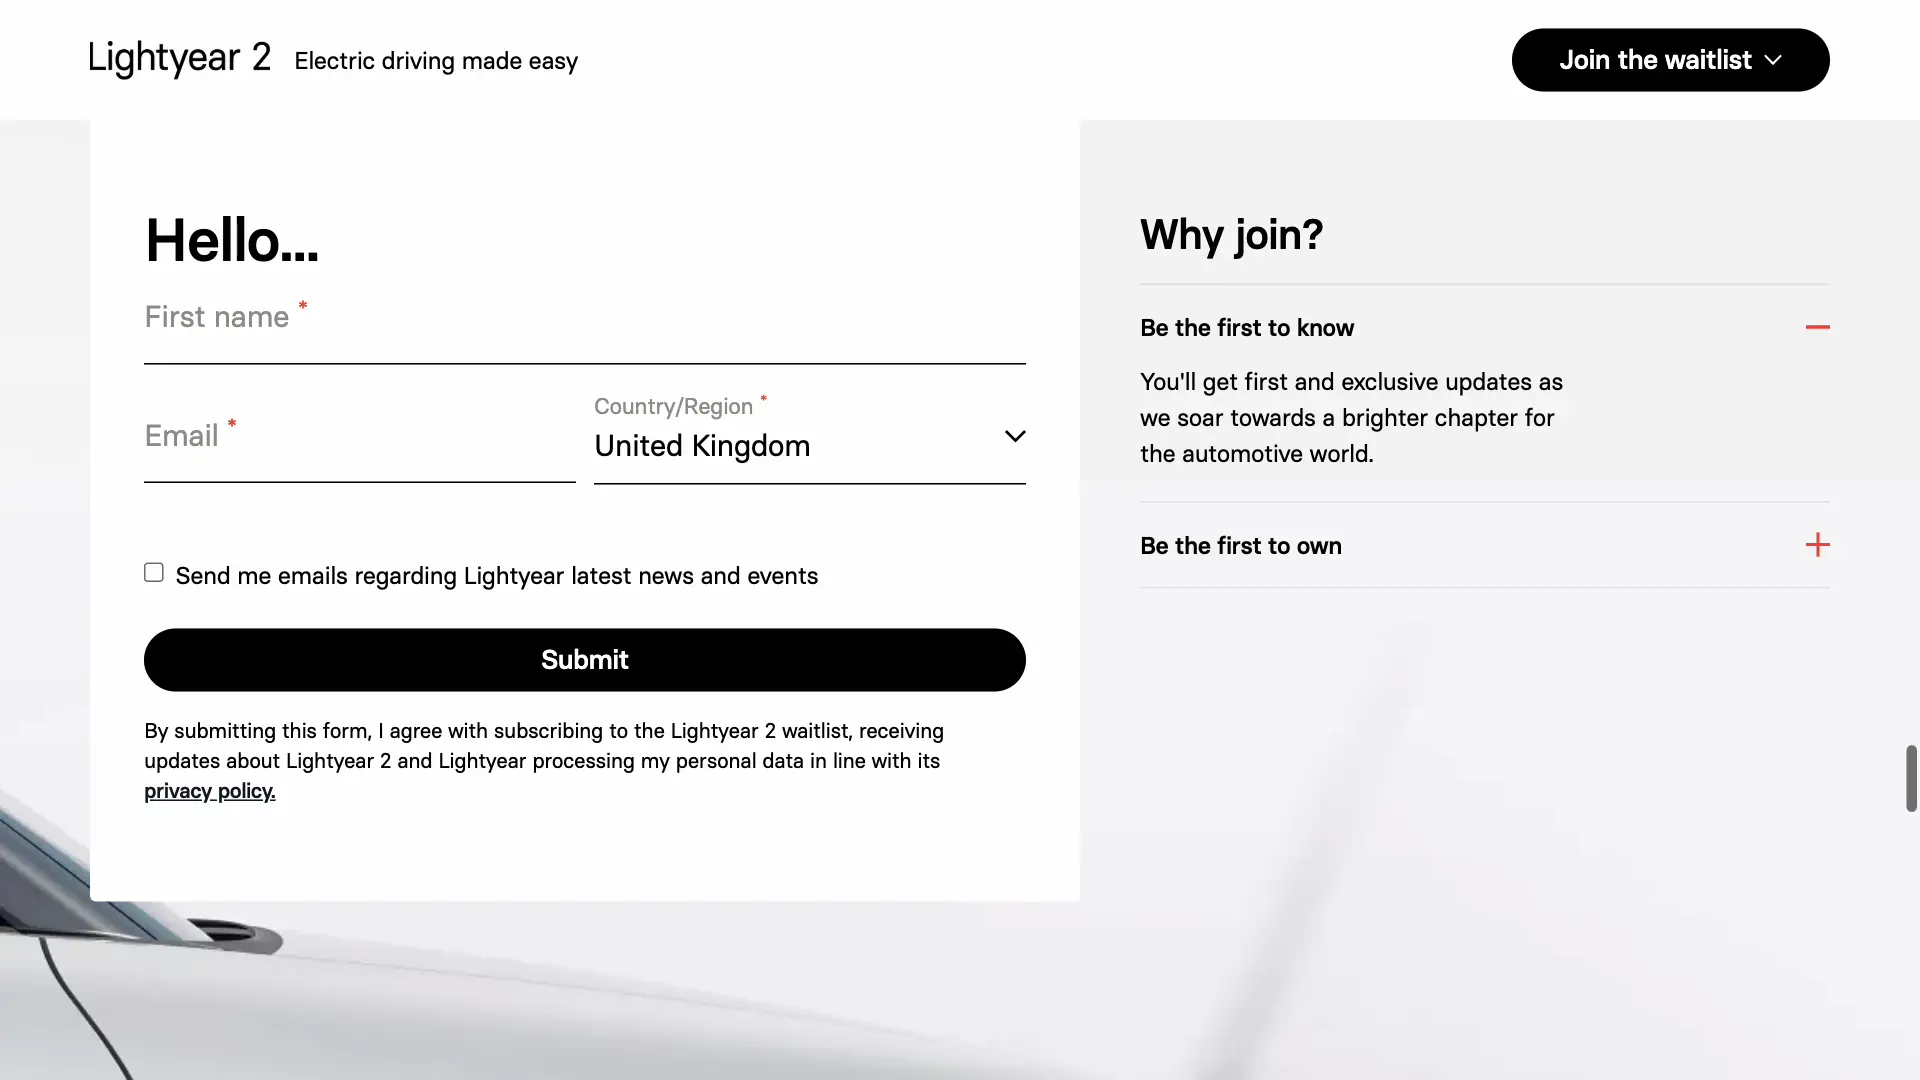 Lightyear 2 Electric driving made easy
Join the waitlist
Hello...
First name *
Email *
Country/Region *
United Kingdom
Send me emails regarding Lightyear latest news and events
Submit
By submitting this form, I agree with subscribing to the Lightyear 2 waitlist, receiving
updates about Lightyear 2 and Lightyear processing my personal data in line with its
privacy policy.
Why join?
Be the first to know
You'll get first and exclusive updates as
we soar towards a brighter chapter for
the automotive world.
Be the first to own